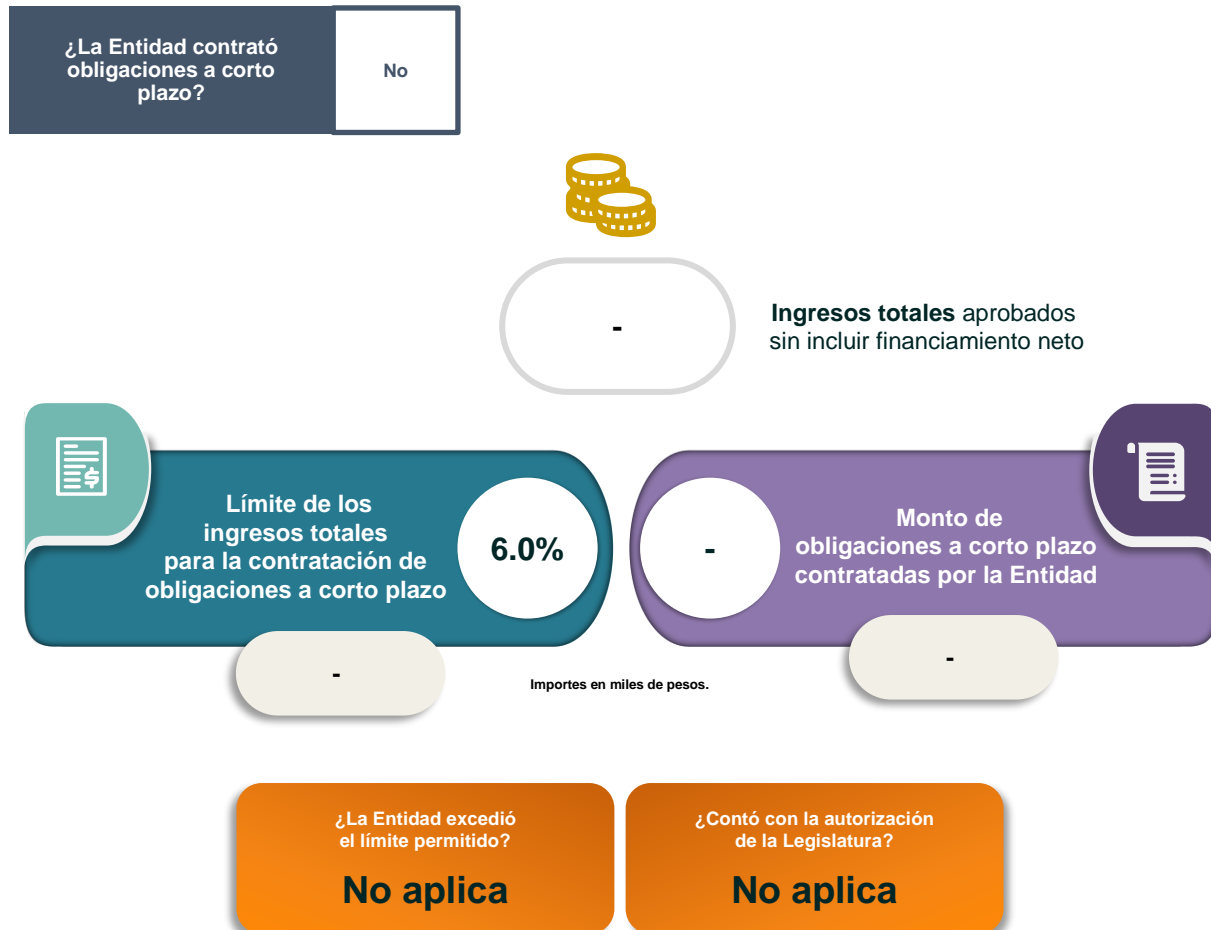 ¿La Entidad contrató
obligaciones a corto
plazo?
No
-
Ingresos totales aprobados
sin incluir financiamiento neto
Límite de los
ingresos totales
para la contratación de
obligaciones a corto plazo
6.0%
-
Monto de
obligaciones a corto plazo
contratadas por la Entidad
-
-
Importes en miles de pesos.
¿La Entidad excedió
el límite permitido?
No aplica
¿Contó con la autorización
de la Legislatura?
No aplica